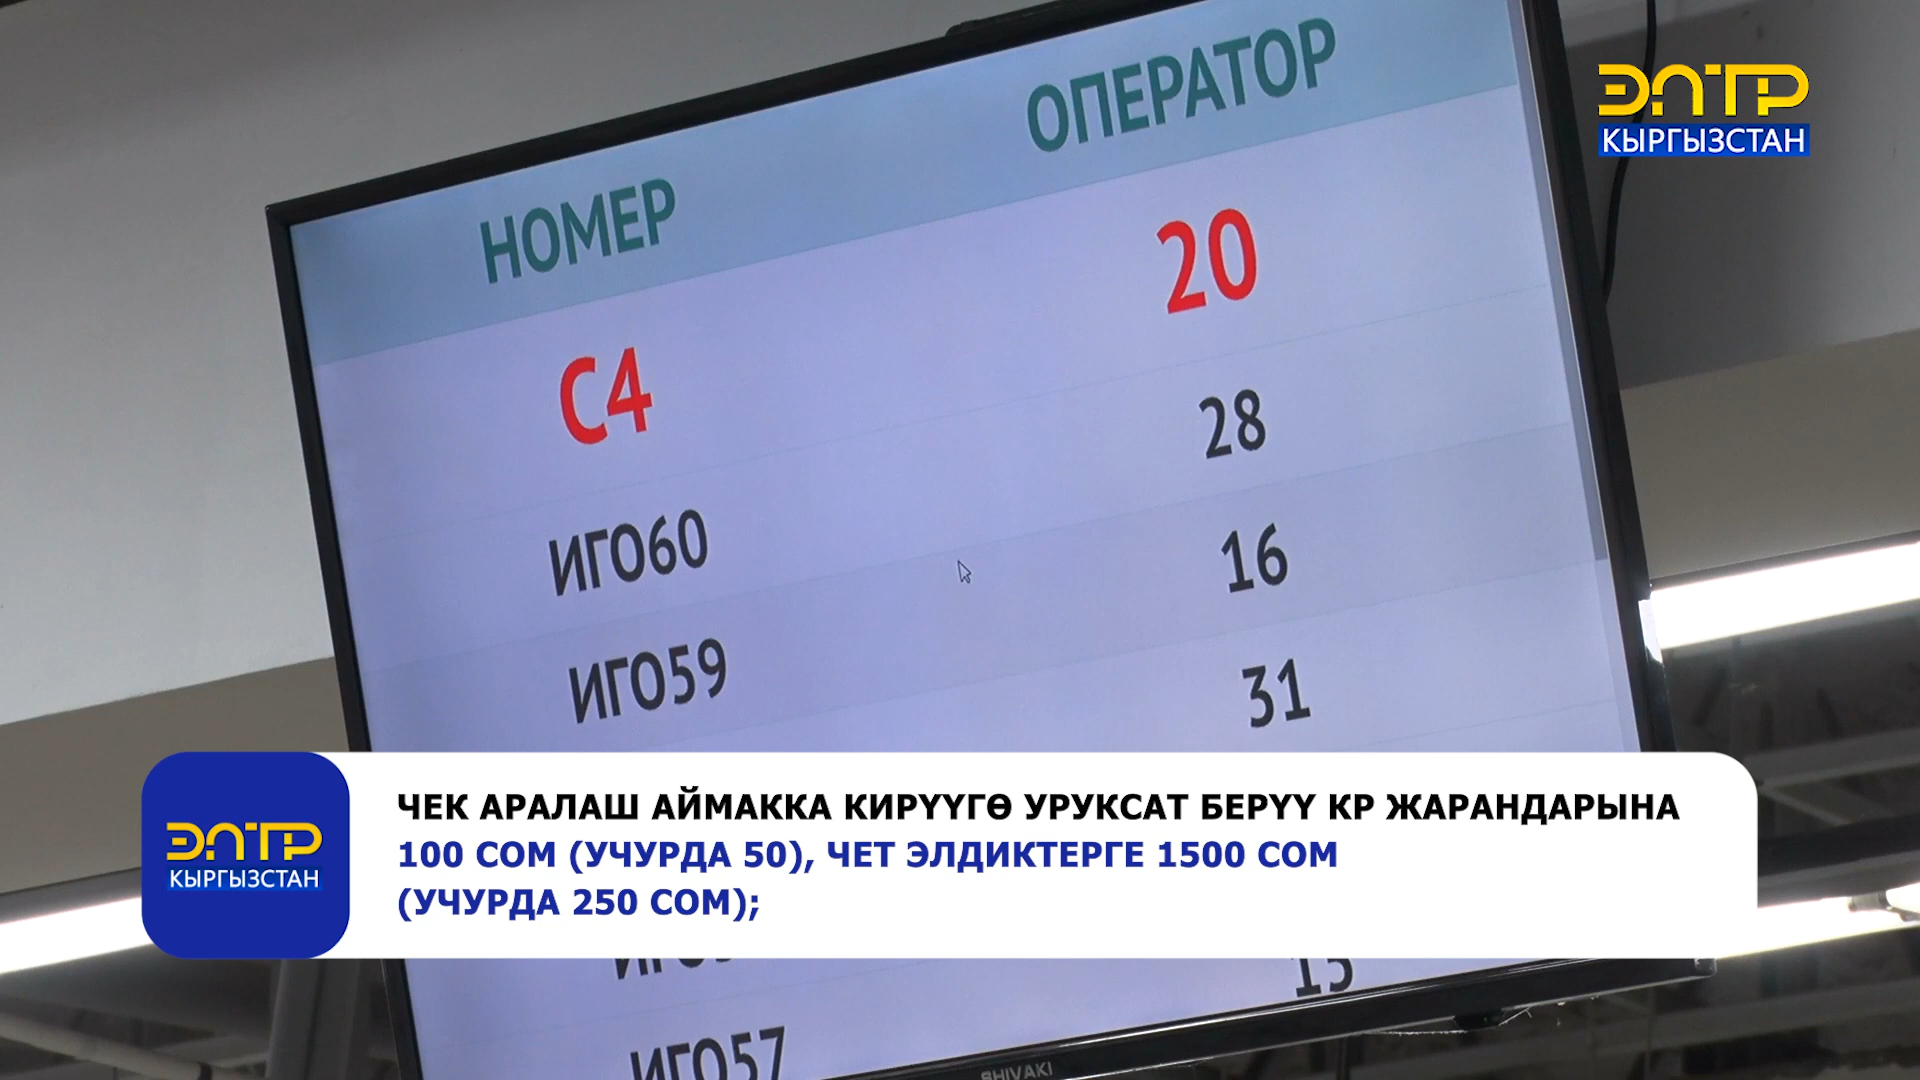 ЭЛТР
КЫРГЫЗСТАН
НОМЕР ОПЕРАТОР
С4 20
ИГО60 28
ИГО59 16
31
ЧЕК АРАЛАШ АЙМАККА КИРҮҮГӨ УРУКСАТ БЕРҮҮ КР ЖАРАНДАРЫНА
100 СОМ (УЧУРДА 50), ЧЕТ ЭЛДИКТЕРГЕ 1500 СОМ
(УЧУРДА 250 СОМ);
ЭЛТР
КЫРГЫЗСТАН
15
ИГО57
SHIVAKI